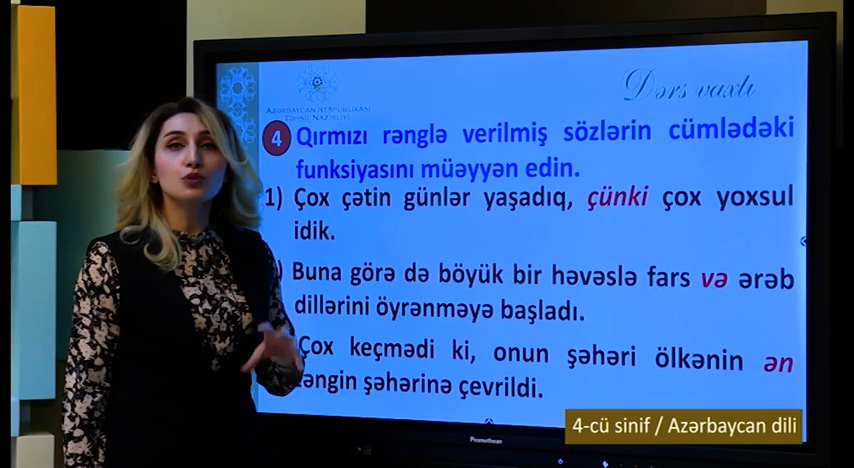 Dərs vaxtı
AZƏRBAYCAN RESPUBLİKASI
TƏHSİL NAZİRLİYİ
4 Qırmızı rənglə verilmiş sözlərin cümlədəki
funksiyasını müəyyən edin.
1) Çox çətin günlər yaşadıq, çünki çox yoxsul
idik.
) Buna görə də böyük bir həvəslə fars və ərəb
dillərini öyrənməyə başladı.
Çox keçmədi ki, onun şəhəri ölkənin ən
şəhərinə çevrildi.
4-cü sinif / Azərbaycan dili
Promethean